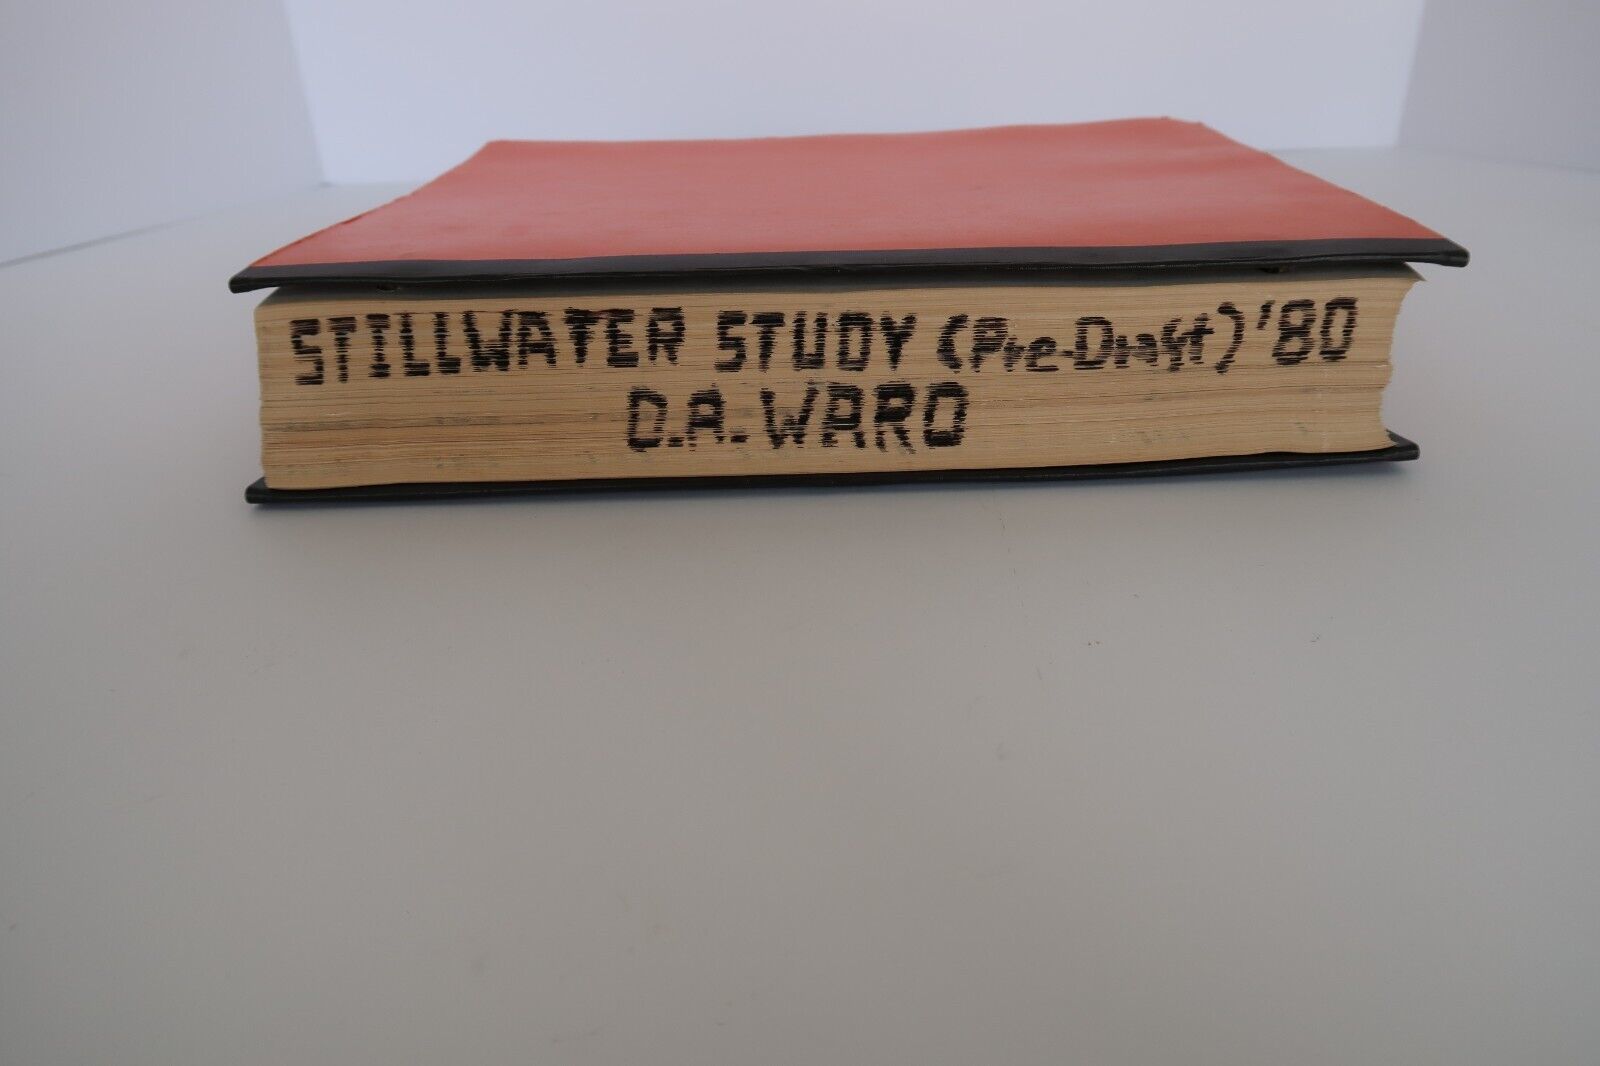 STILLWATER STUDY (Pre-Draft) '80
D.A. WARD